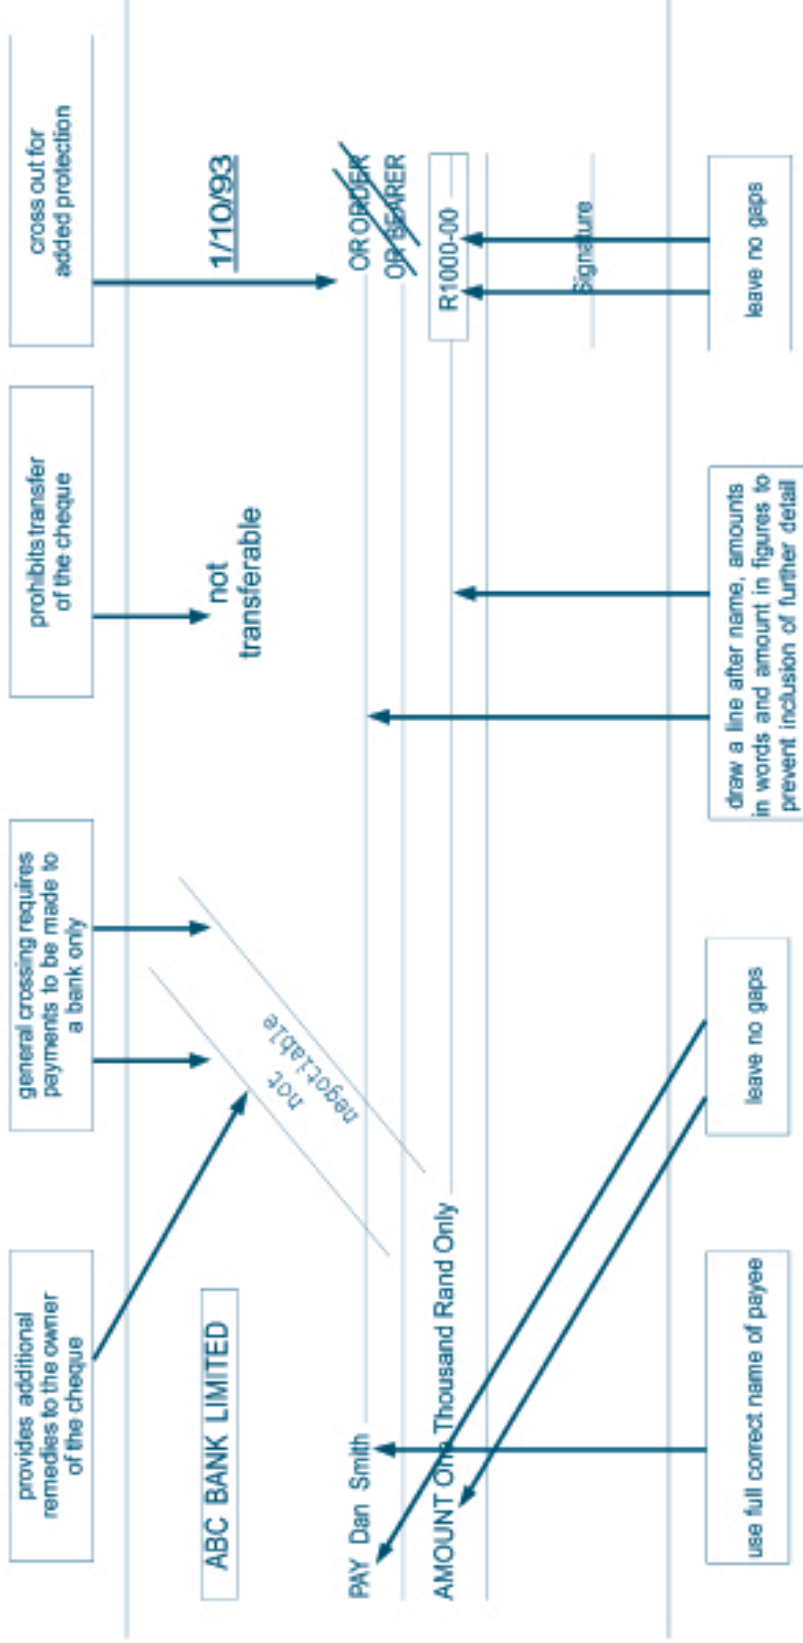 provides additional
remedies to the owner
of the cheque
general crossing requires
payments to be made to
a bank only
prohibits transfer
of the cheque
cross out for
added protection
ABC BANK LIMITED
not
negotiable
not
transferable
1/10/93
PAY Dan Smith
OR ORDER
OR BEARER
AMOUNT One Thousand Rand Only
R1000-00
Signature
use full correct name of payee
leave no gaps
draw a line after name, amounts
in words and amount in figures to
prevent inclusion of further detail
leave no gaps